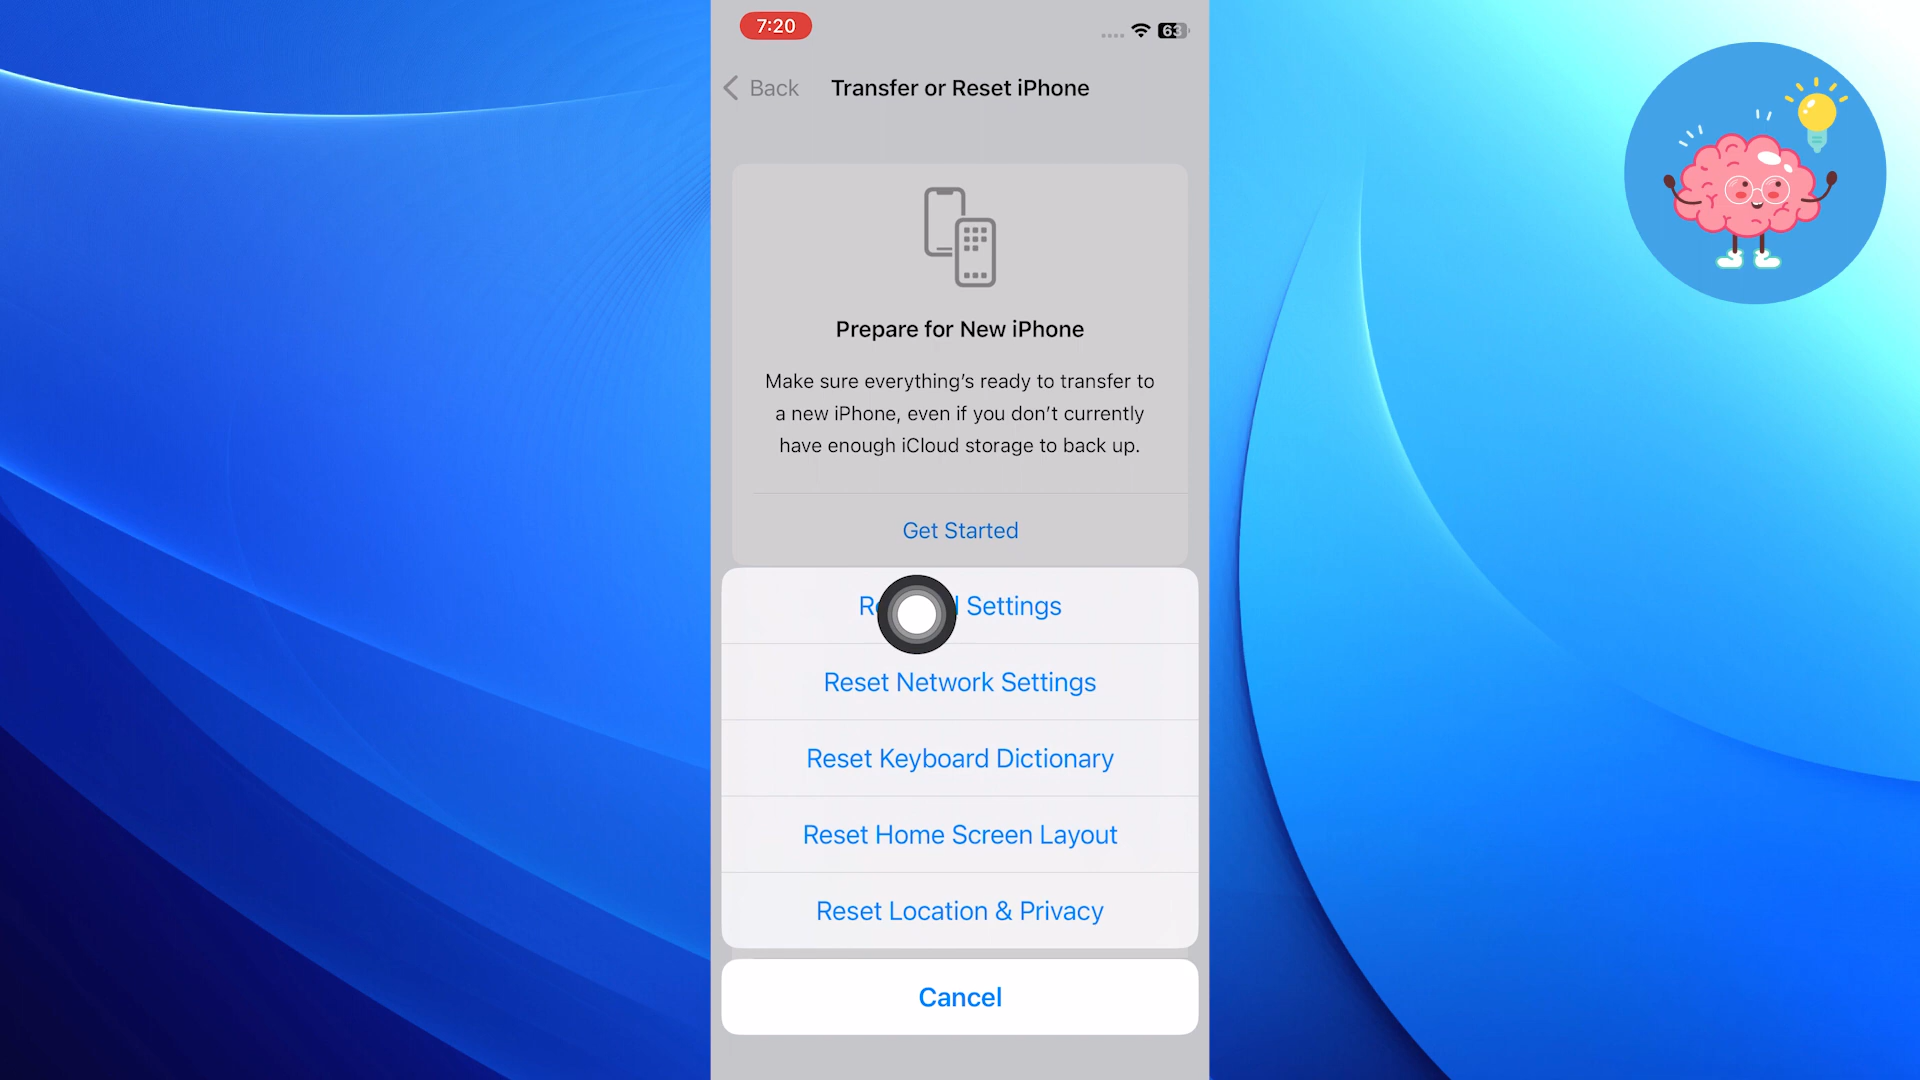 7:20
63
Back
Transfer or Reset iPhone
Prepare for New iPhone
Make sure everything's ready to transfer to
a new iPhone, even if you don't currently
have enough iCloud storage to back up.
Get Started
Settings
Reset Network Settings
Reset Keyboard Dictionary
Reset Home Screen Layout
Reset Location & Privacy
Cancel